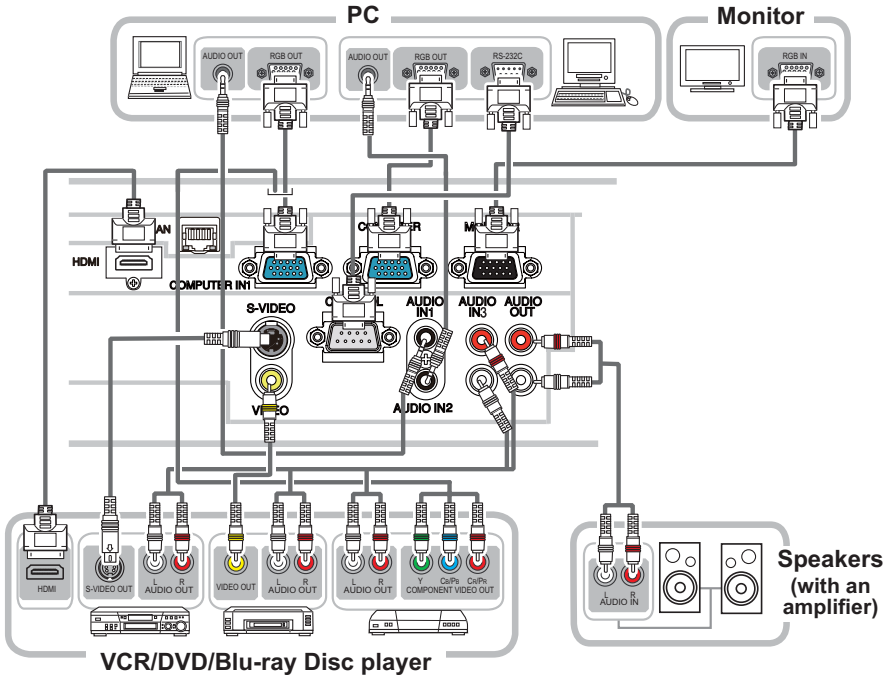 PC
Monitor
AUDIO OUT
RGB OUT
AUDIO OUT
RGB OUT
RS-232C
RGB IN
AN
HDMI
COMPUTER IN1
S-VIDEO
AUDIO IN1
AUDIO IN3
AUDIO OUT
VIDEO
AUDIO IN2
HDMI
S-VIDEO OUT
L R
AUDIO OUT
VIDEO OUT
L R
AUDIO OUT
L R
AUDIO OUT
Y CB/PB CR/PR
COMPONENT VIDEO OUT
L R
AUDIO IN
Speakers
(with an
amplifier)
VCR/DVD/Blu-ray Disc player